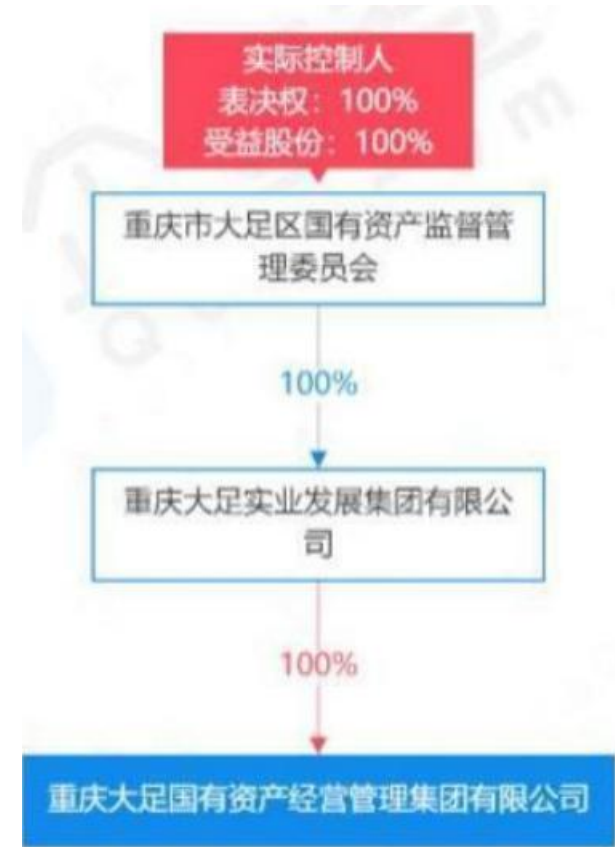 实际控制人
表决权：100%
受益股份：100%
重庆市大足区国有资产监督管
理委员会
100%
重庆大足实业发展集团有限公
司
100%
重庆大足国有资产经营管理集团有限公司